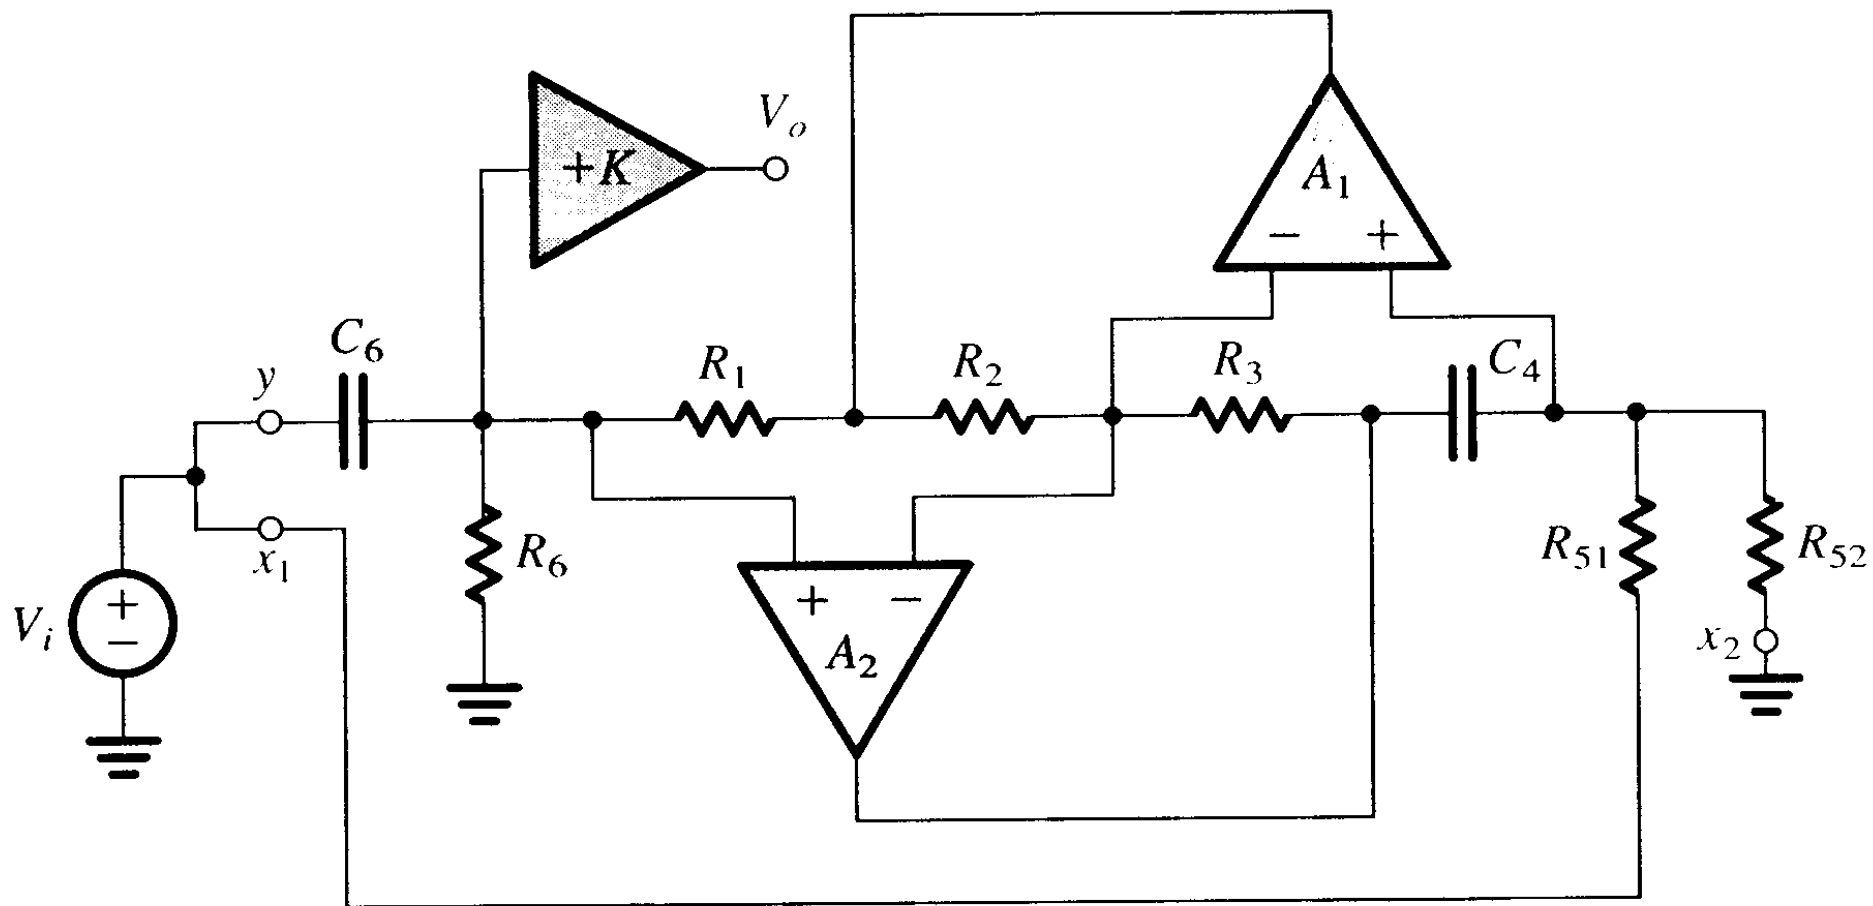 V_o
+K
A_1
− +
C_6
R_1
R_2
R_3
C_4
y
R_6
x_1
R_51
R_52
V_i
+
−
+ −
A_2
x_2